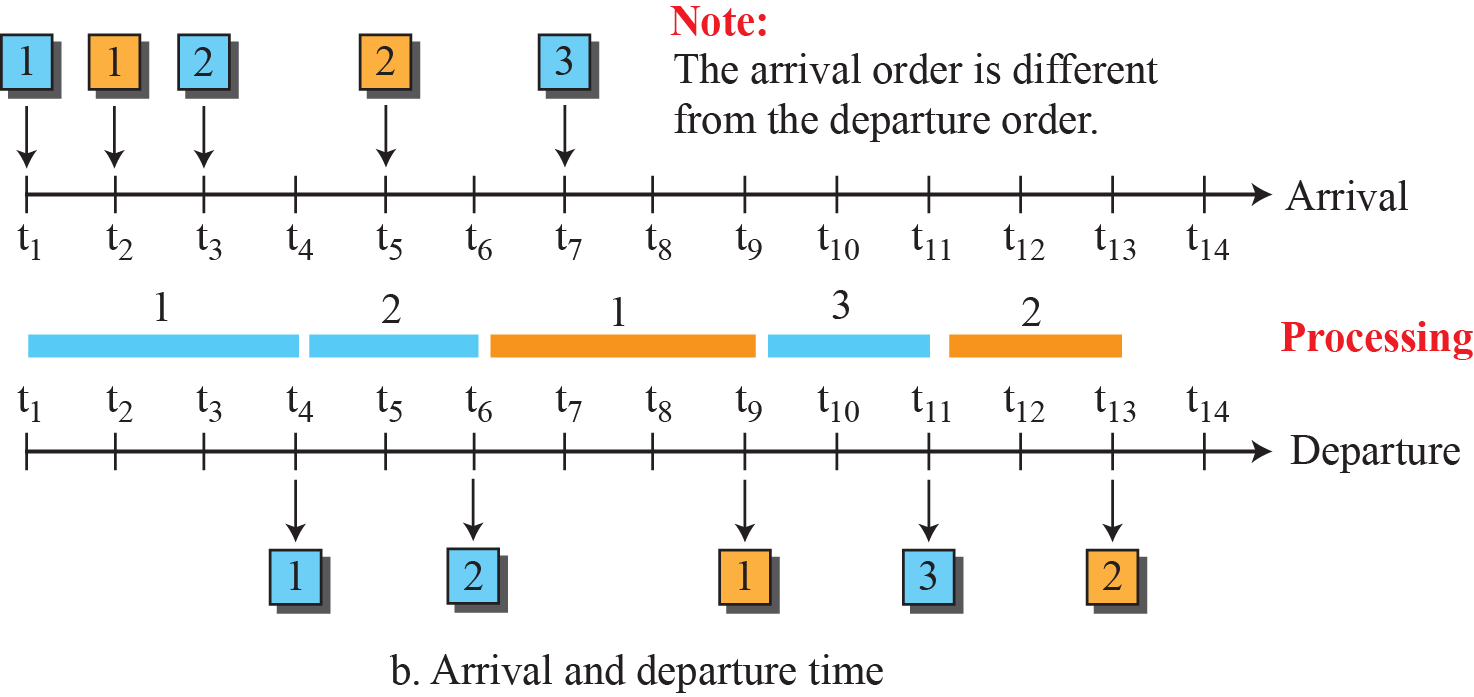 1 1 2 2 3
Note:
The arrival order is different
from the departure order.
Arrival
t₁ t₂ t₃ t₄ t₅ t₆ t₇ t₈ t₉ t₁₀ t₁₁ t₁₂ t₁₃ t₁₄
1 2 1 3 2
Processing
t₁ t₂ t₃ t₄ t₅ t₆ t₇ t₈ t₉ t₁₀ t₁₁ t₁₂ t₁₃ t₁₄
Departure
1 2 1 3 2
b. Arrival and departure time